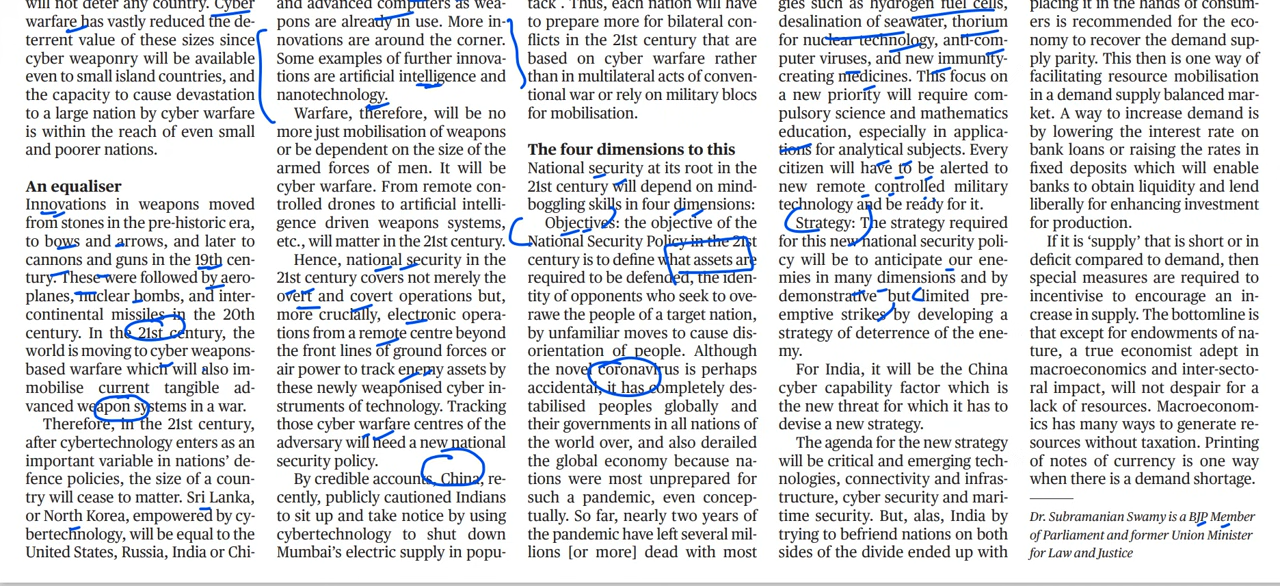 will not deter any country. Cyber
warfare has vastly reduced the de-
terrent value of these sizes since
cyber weaponry will be available
even to small island countries, and
the capacity to cause devastation
to a large nation by cyber warfare
is within the reach of even small
and poorer nations.
An equaliser
Innovations in weapons moved
from stones in the pre-historic era,
to bows and arrows, and later to
cannons and guns in the 19th cen-
tury. These were followed by aero-
planes, nuclear bombs, and inter-
continental missiles in the 20th
century. In the 21st century, the
world is moving to cyber weapons-
based warfare which will also im-
mobilise current tangible ad-
vanced weapon systems in a war.
Therefore, in the 21st century,
after cybertechnology enters as an
important variable in nations' de-
fence policies, the size of a coun-
try will cease to matter. Sri Lanka,
or North Korea, empowered by cy-
bertechnology, will be equal to the
United States, Russia, India or Chi-
and advanced computers as wea-
pons are already in use. More in-
novations are around the corner.
Some examples of further innova-
tions are artificial intelligence and
nanotechnology.
Warfare, therefore, will be no
more just mobilisation of weapons
or be dependent on the size of the
armed forces of men. It will be
cyber warfare. From remote con-
trolled drones to artificial intelli-
gence driven weapons systems,
etc., will matter in the 21st century.
Hence, national security in the
21st century covers not merely the
overt and covert operations but,
more crucially, electronic opera-
tions from a remote centre beyond
the front lines of ground forces or
air power to track enemy assets by
these newly weaponised cyber in-
struments of technology. Tracking
those cyber warfare centres of the
adversary will need a new national
security policy.
By credible accounts, China, re-
cently, publicly cautioned Indians
to sit up and take notice by using
cybertechnology to shut down
Mumbai's electric supply in popu-
tack . Thus, each nation will have
to prepare more for bilateral con-
flicts in the 21st century that are
based on cyber warfare rather
than in multilateral acts of conven-
tional war or rely on military blocs
for mobilisation.
The four dimensions to this
National security at its root in the
21st century will depend on mind-
boggling skills in four dimensions:
Objectives: the objective of the
National Security Policy in the 21st
century is to define what assets are
required to be defended, the iden-
tity of opponents who seek to ove-
rawe the people of a target nation,
by unfamiliar moves to cause dis-
orientation of people. Although
the novel coronavirus is perhaps
accidental, it has completely des-
tabilised peoples globally and
their governments in all nations of
the world over, and also derailed
the global economy because na-
tions were most unprepared for
such a pandemic, even concep-
tually. So far, nearly two years of
the pandemic have left several mil-
lions [or more] dead with most
gies such as hydrogen fuel cells,
desalination of seawater, thorium
for nuclear technology, anti-com-
puter viruses, and new immunity-
creating medicines. This focus on
a new priority will require com-
pulsory science and mathematics
education, especially in applica-
tions for analytical subjects. Every
citizen will have to be alerted to
new remote controlled military
technology and be ready for it.
Strategy: The strategy required
for this new national security poli-
cy will be to anticipate our ene-
mies in many dimensions and by
demonstrative but limited pre-
emptive strikes by developing a
strategy of deterrence of the ene-
my.
For India, it will be the China
cyber capability factor which is
the new threat for which it has to
devise a new strategy.
The agenda for the new strategy
will be critical and emerging tech-
nologies, connectivity and infras-
tructure, cyber security and mari-
time security. But, alas, India by
trying to befriend nations on both
sides of the divide ended up with
placing it in the hands of consum-
ers is recommended for the eco-
nomy to recover the demand sup-
ply parity. This then is one way of
facilitating resource mobilisation
in a demand supply balanced mar-
ket. A way to increase demand is
by lowering the interest rate on
bank loans or raising the rates in
fixed deposits which will enable
banks to obtain liquidity and lend
liberally for enhancing investment
for production.
If it is 'supply' that is short or in
deficit compared to demand, then
special measures are required to
incentivise to encourage an in-
crease in supply. The bottomline is
that except for endowments of na-
ture, a true economist adept in
macroeconomics and inter-secto-
ral impact, will not despair for a
lack of resources. Macroeconom-
ics has many ways to generate re-
sources without taxation. Printing
of notes of currency is one way
when there is a demand shortage.
Dr. Subramanian Swamy is a BJP Member
of Parliament and former Union Minister
for Law and Justice